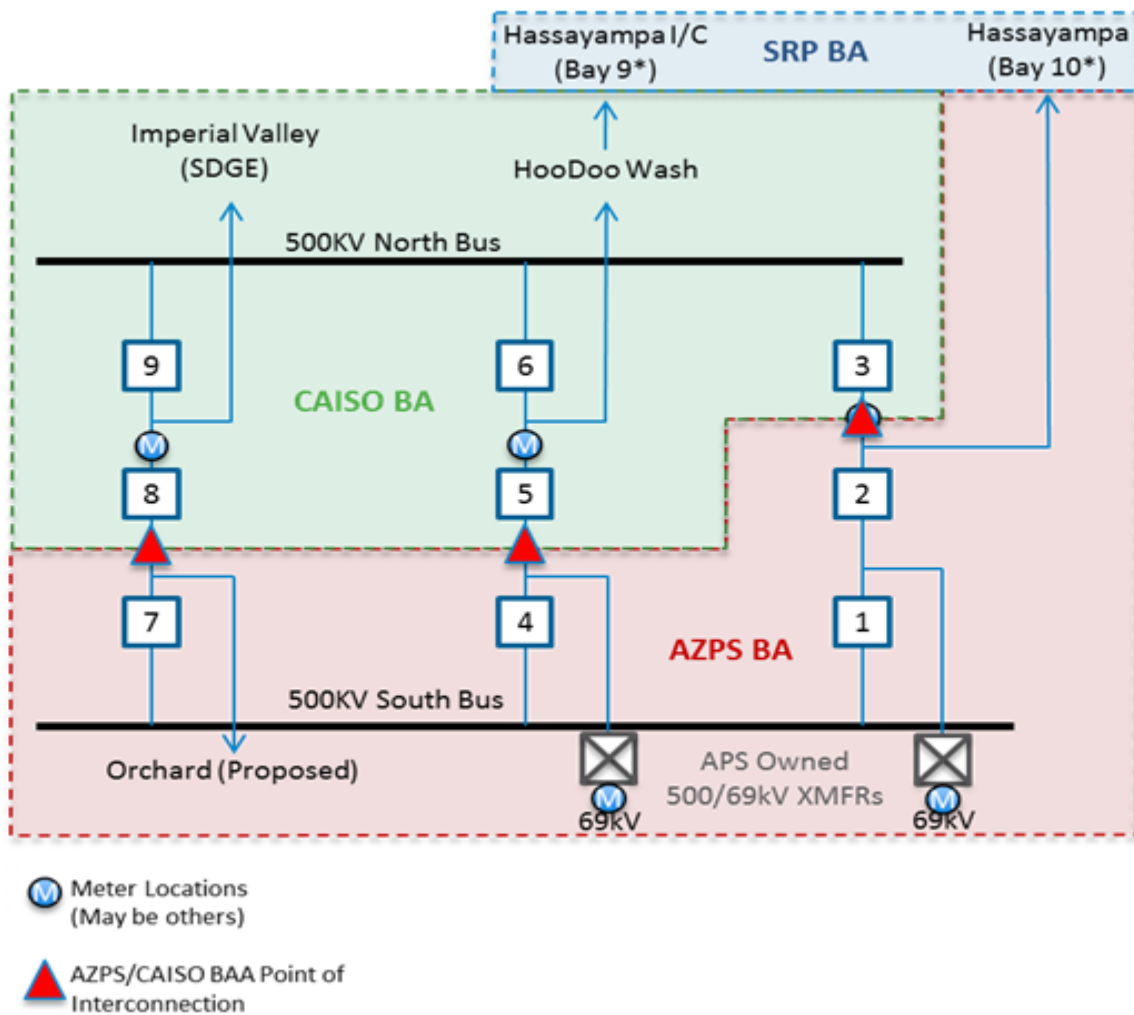 Hassayampa I/C
(Bay 9*)
SRP BA
Hassayampa
(Bay 10*)
Imperial Valley
(SDGE)
HooDoo Wash
500KV North Bus
9
6
3
CAISO BA
M
M
8
5
2
7
4
1
AZPS BA
500KV South Bus
Orchard (Proposed)
APS Owned
500/69kV XMFRs
M
M
69kV
69kV
M
Meter Locations
(May be others)
AZPS/CAISO BAA Point of
Interconnection